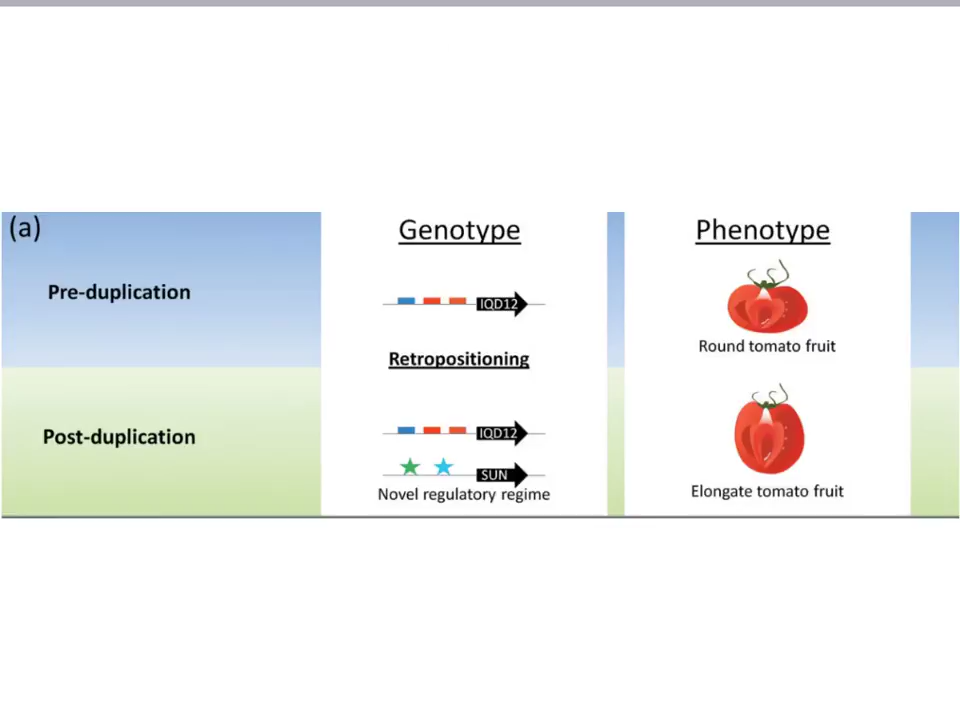 (a)
Genotype
Phenotype
Pre-duplication
IQD12
Round tomato fruit
Retropositioning
Post-duplication
IQD12
SUN
Novel regulatory regime
Elongate tomato fruit